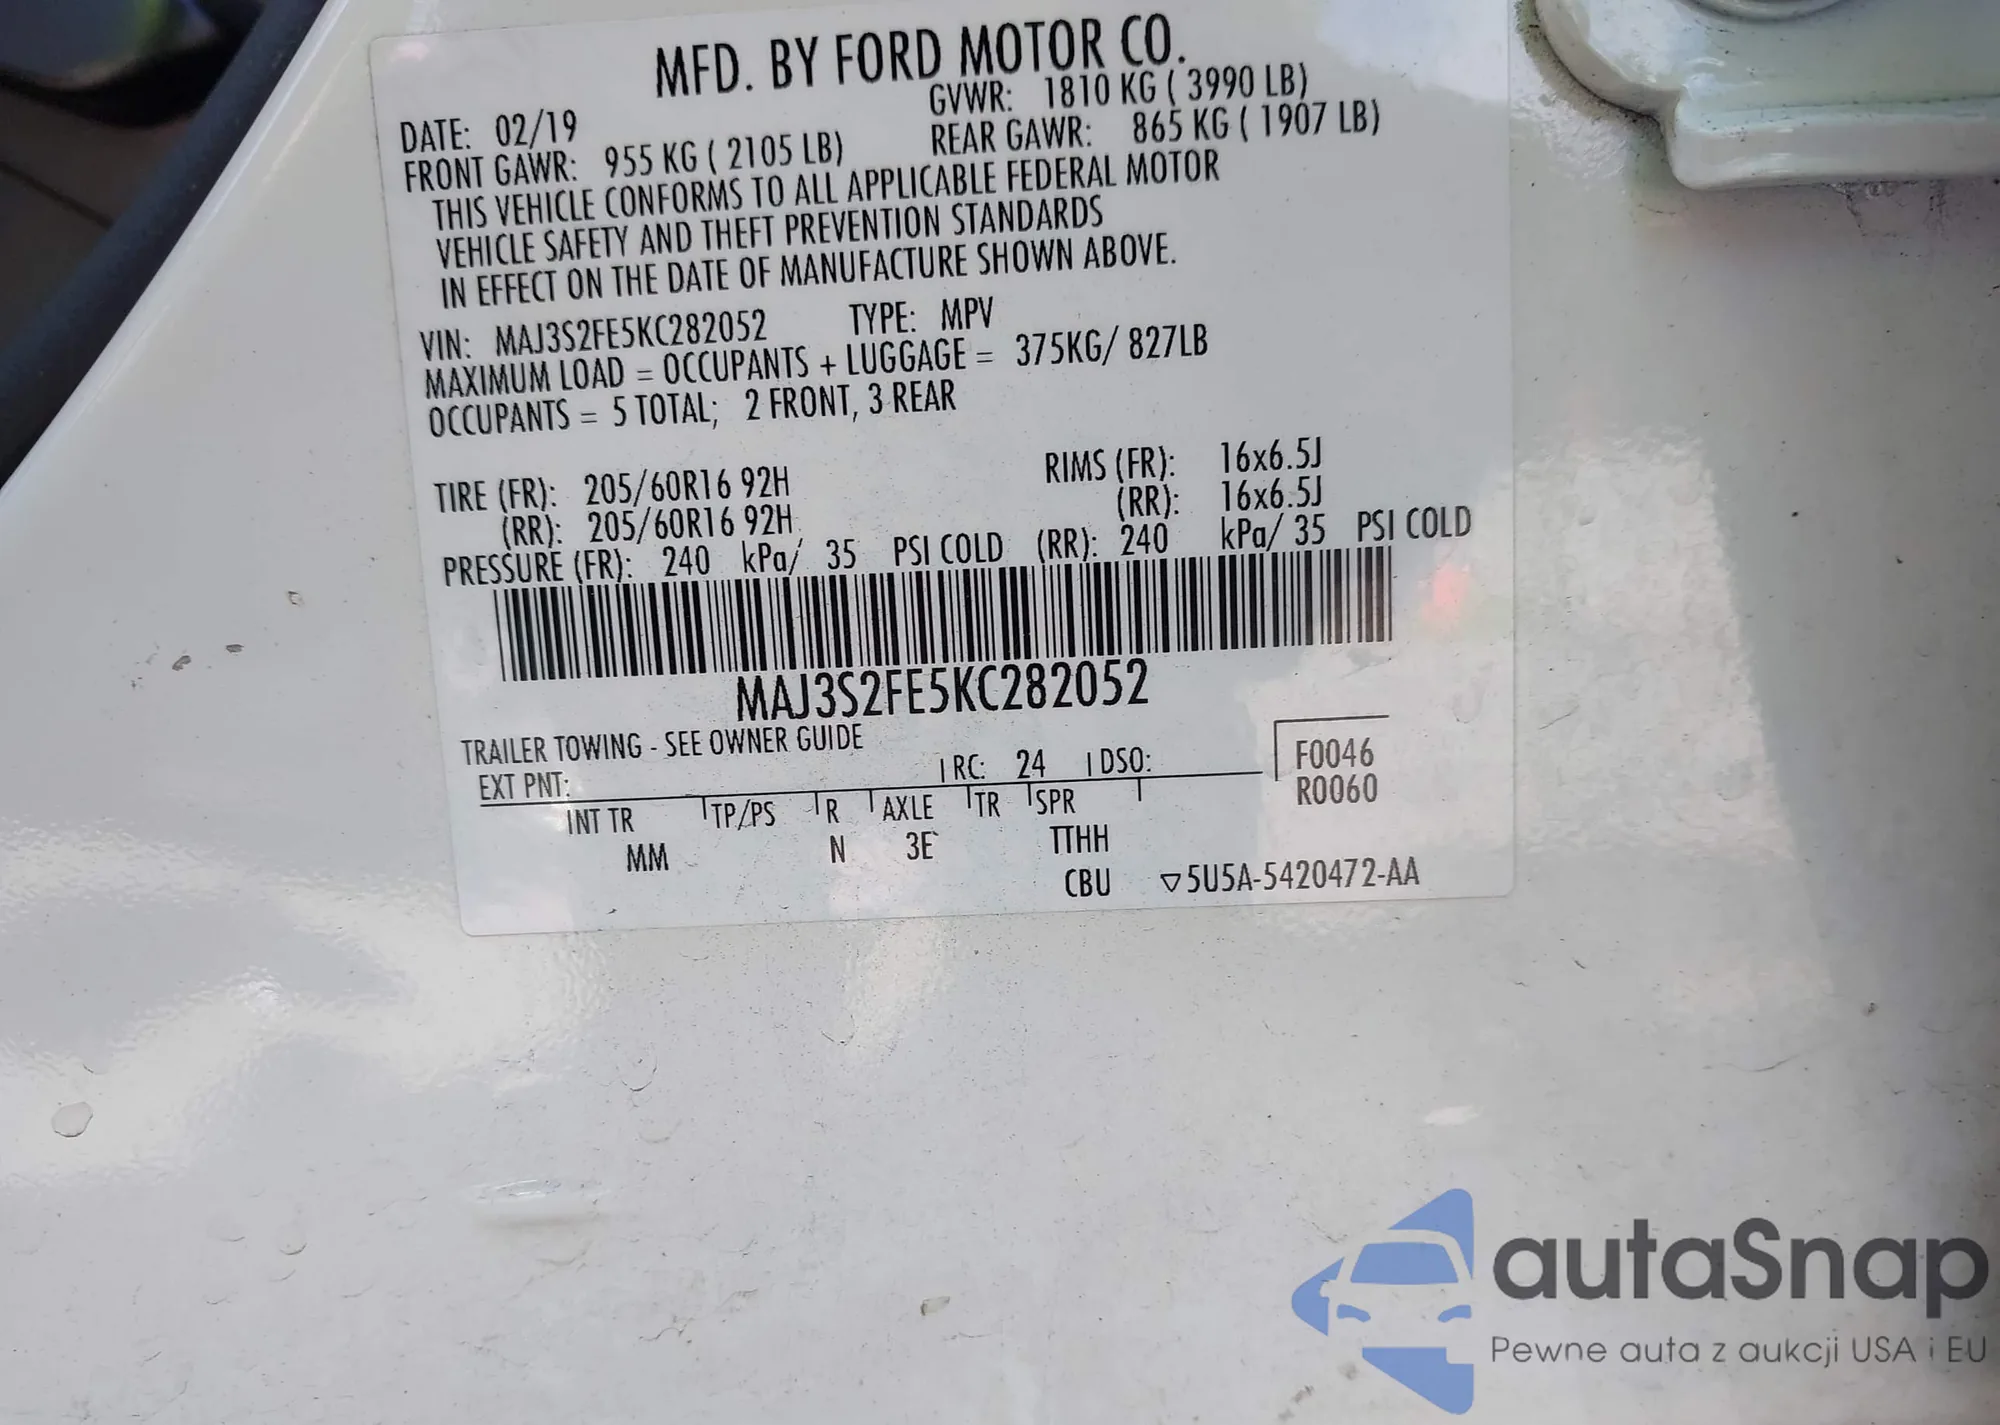 MFD. BY FORD MOTOR CO.
DATE: 02/19 GVWR: 1810 KG ( 3990 LB)
FRONT GAWR: 955 KG ( 2105 LB) REAR GAWR: 865 KG ( 1907 LB)
THIS VEHICLE CONFORMS TO ALL APPLICABLE FEDERAL MOTOR
VEHICLE SAFETY AND THEFT PREVENTION STANDARDS
IN EFFECT ON THE DATE OF MANUFACTURE SHOWN ABOVE.
VIN: MAJ3S2FE5KC282052 TYPE: MPV
MAXIMUM LOAD = OCCUPANTS + LUGGAGE = 375KG/ 827LB
OCCUPANTS = 5 TOTAL; 2 FRONT, 3 REAR
TIRE (FR): 205/60R16 92H RIMS (FR): 16x6.5J
(RR): 205/60R16 92H (RR): 16x6.5J
PRESSURE (FR): 240 kPa/ 35 PSI COLD (RR): 240 kPa/ 35 PSI COLD
MAJ3S2FE5KC282052
TRAILER TOWING - SEE OWNER GUIDE
EXT PNT: RC: 24 DSO: F0046
R0060
INT TR TP/PS R AXLE TR SPR
MM N 3E TTHH
CBU ▽5U5A-5420472-AA
autaSnap
Pewne auta z aukcji USA i EU